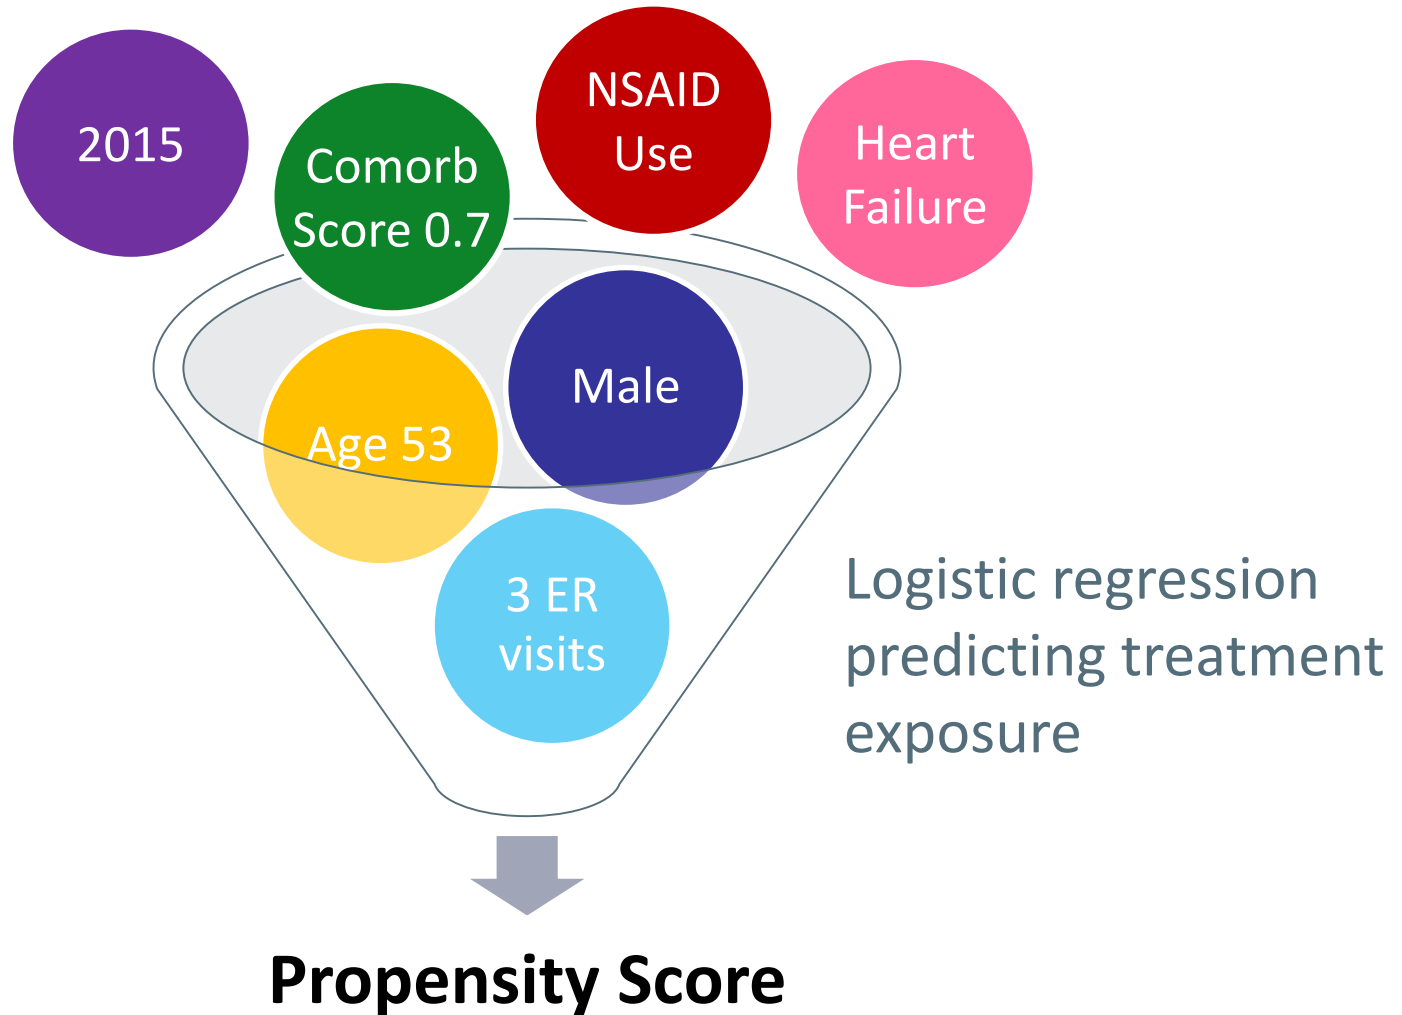 2015
Comorb
Score 0.7
NSAID
Use
Heart
Failure
Age 53
Male
3 ER
visits
Logistic regression
predicting treatment
exposure
Propensity Score